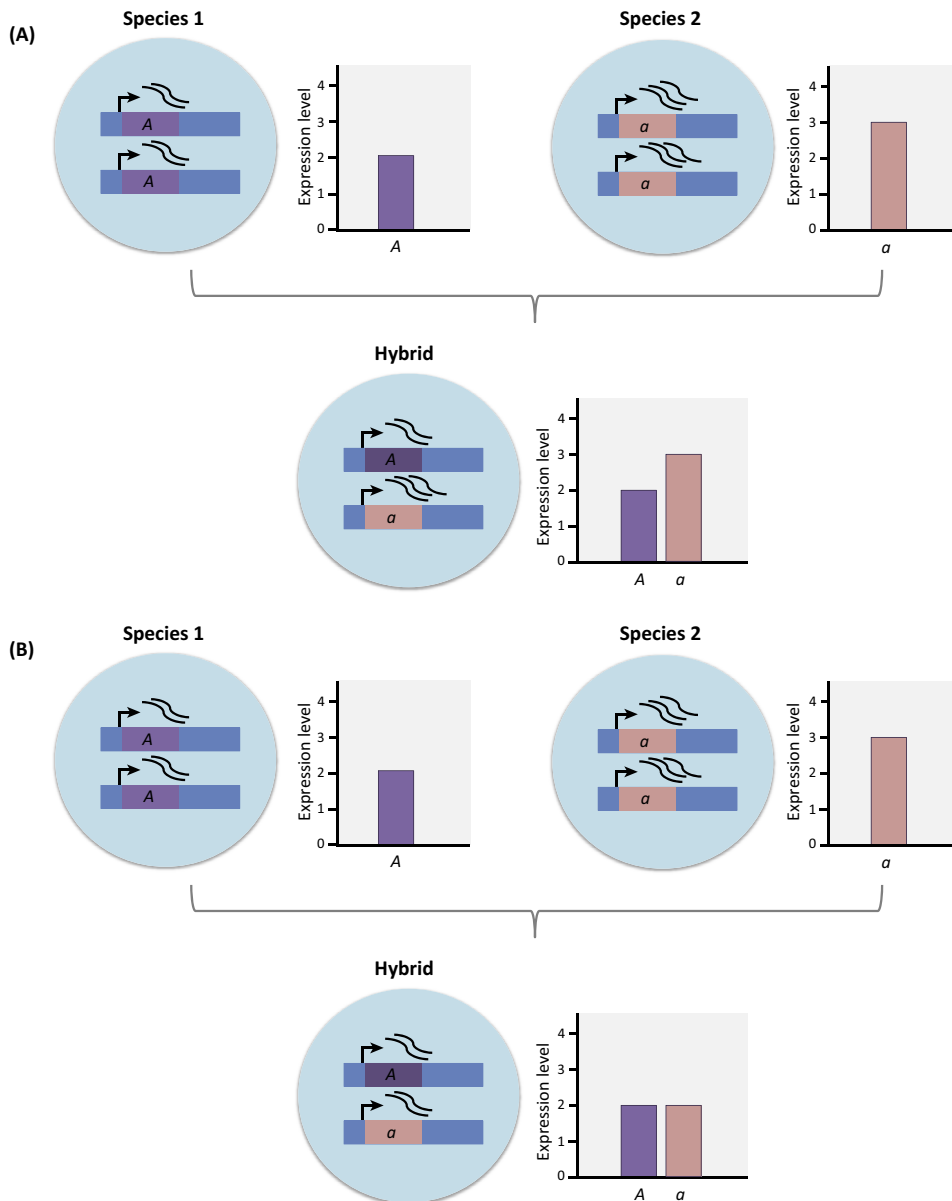 Species 1
Species 2
(A)
A
A
Expression level
4
3
2
1
0
A
a
a
Expression level
4
3
2
1
0
a
Hybrid
A
a
Expression level
4
3
2
1
0
A a
Species 1
Species 2
(B)
A
A
Expression level
4
3
2
1
0
A
a
a
Expression level
4
3
2
1
0
a
Hybrid
A
a
Expression level
4
3
2
1
0
A a